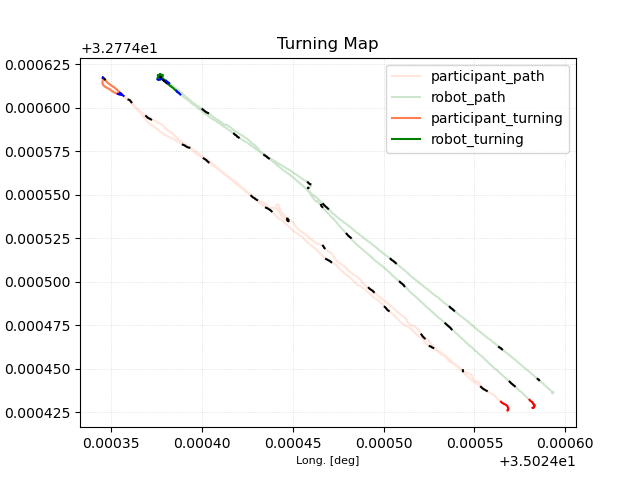 Turning Map
+3.2774e1
0.000625
0.000600
0.000575
0.000550
0.000525
0.000500
0.000475
0.000450
0.000425
participant_path
robot_path
participant_turning
robot_turning
0.00035 0.00040 0.00045 0.00050 0.00055 0.00060
Long. [deg]
+3.5024e1